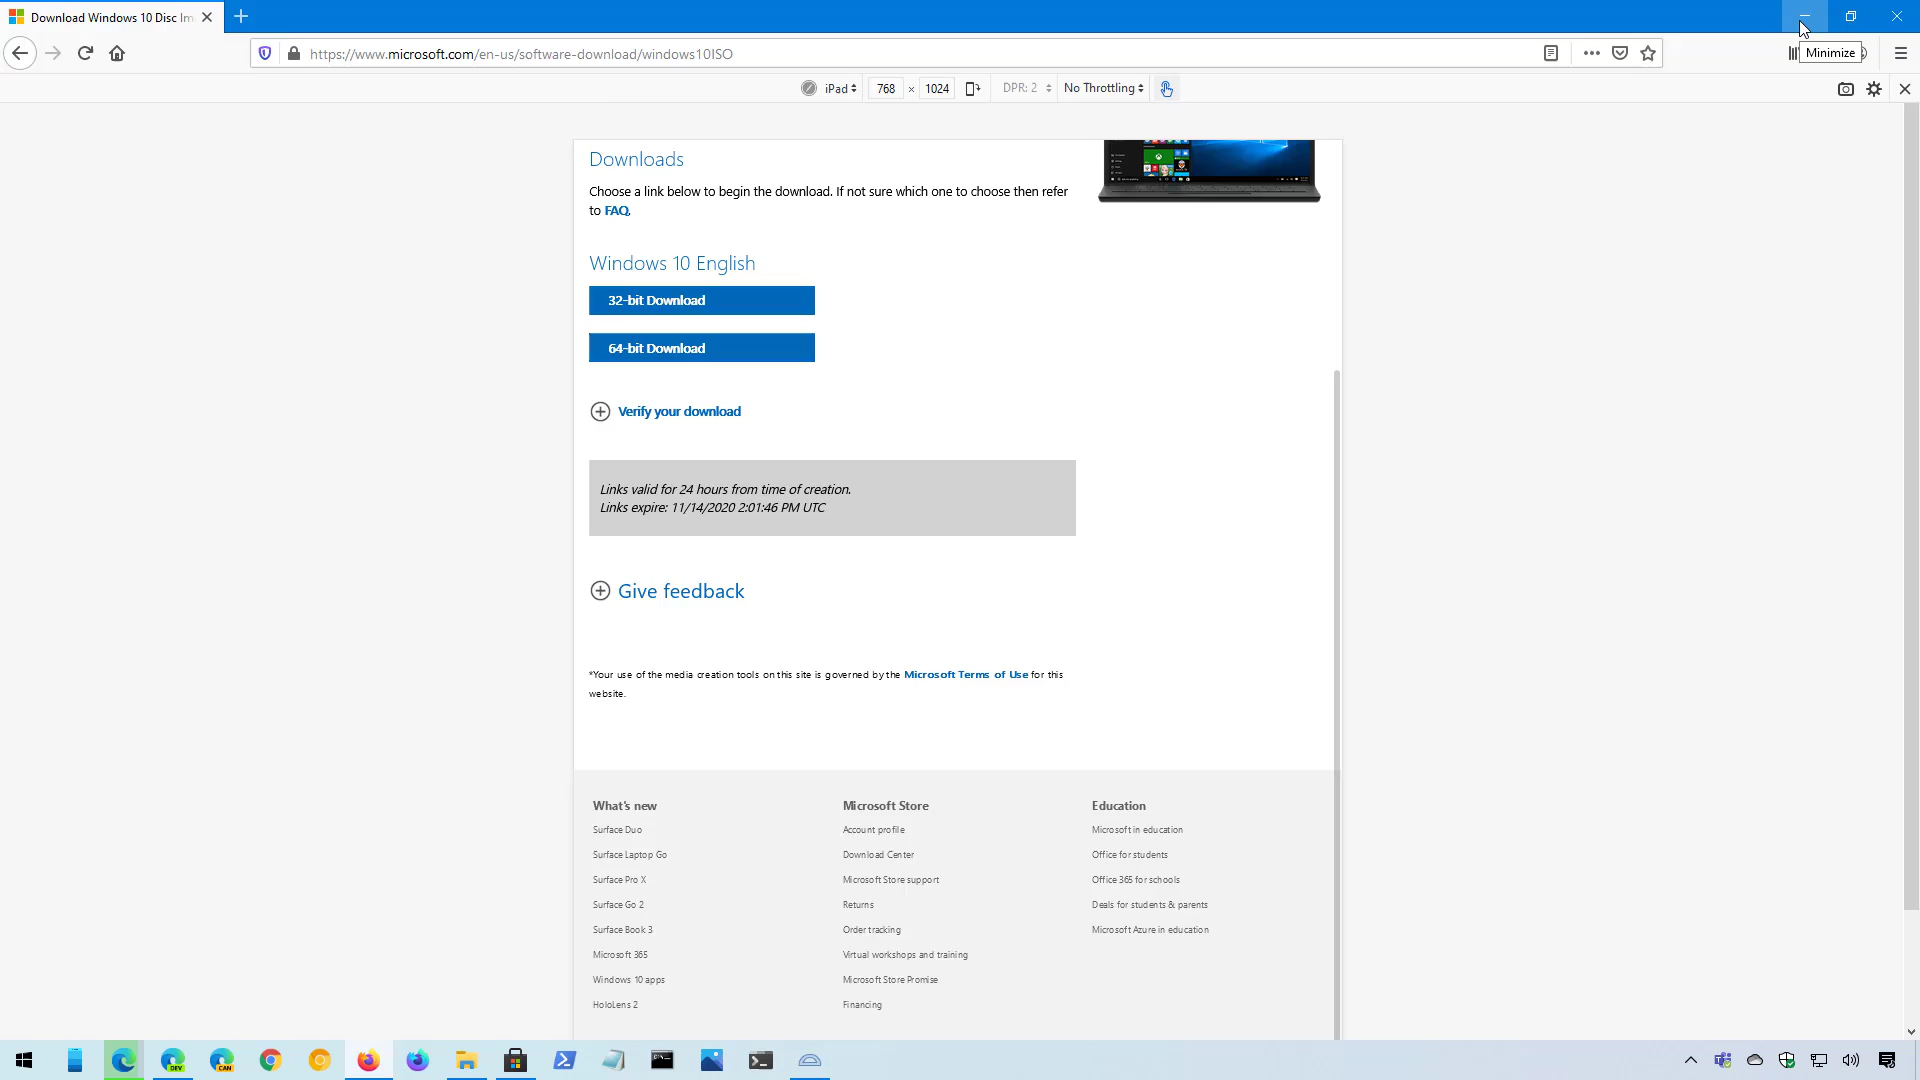 Download Windows 10 Disc Im
https://www.microsoft.com/en-us/software-download/windows10ISO
Minimize
iPad
768 × 1024
DPR: 2
No Throttling
Downloads
Choose a link below to begin the download. If not sure which one to choose then refer
to FAQ.
Windows 10 English
32-bit Download
64-bit Download
Verify your download
Links valid for 24 hours from time of creation.
Links expire: 11/14/2020 2:01:46 PM UTC
Give feedback
*Your use of the media creation tools on this site is governed by the Microsoft Terms of Use for this
website.
What's new
Surface Duo
Surface Laptop Go
Surface Pro X
Surface Go 2
Surface Book 3
Microsoft 365
Windows 10 apps
HoloLens 2
Microsoft Store
Account profile
Download Center
Microsoft Store support
Returns
Order tracking
Virtual workshops and training
Microsoft Store Promise
Financing
Education
Microsoft in education
Office for students
Office 365 for schools
Deals for students & parents
Microsoft Azure in education
DEV
CAN